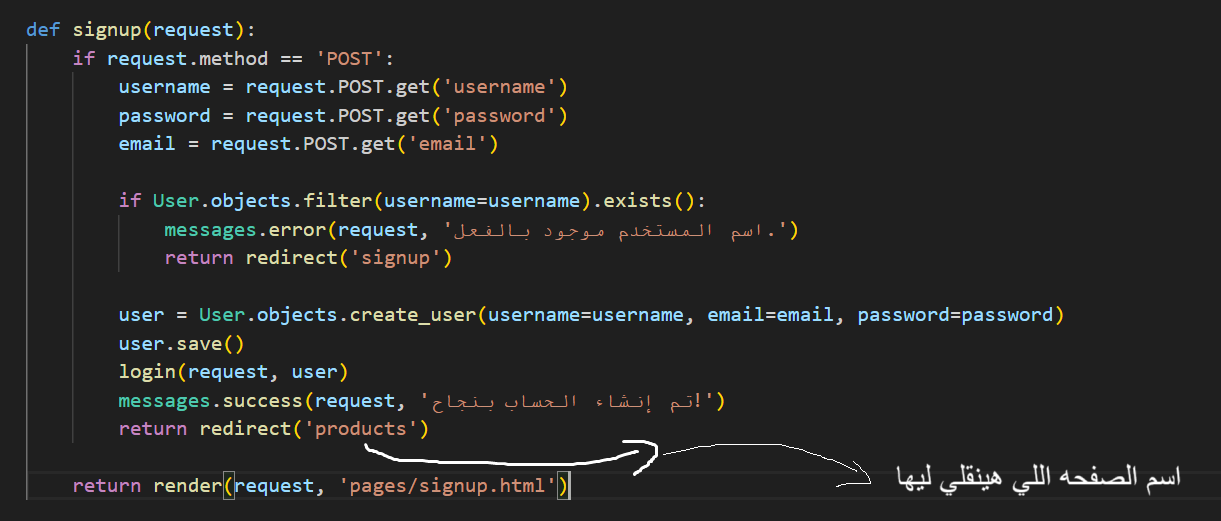 def signup(request):
if request.method == 'POST':
username = request.POST.get('username')
password = request.POST.get('password')
email = request.POST.get('email')
if User.objects.filter(username=username).exists():
messages.error(request, 'اسم المستخدم موجود بالفعل.')
return redirect('signup')
user = User.objects.create_user(username=username, email=email, password=password)
user.save()
login(request, user)
messages.success(request, 'تم إنشاء الحساب بنجاح!')
return redirect('products')
return render(request, 'pages/signup.html')
اسم الصفحه اللي هينقلي ليها